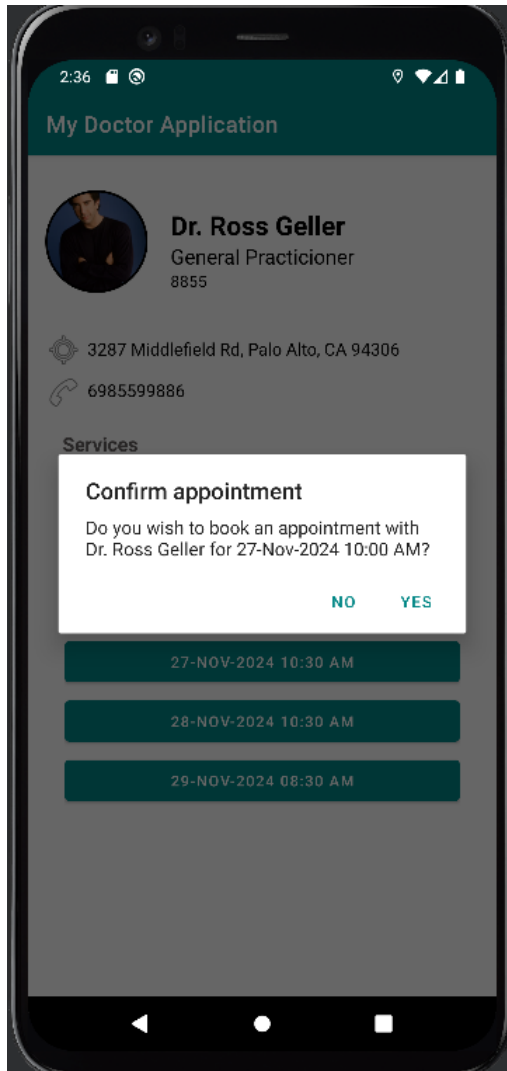 2:36
My Doctor Application
Dr. Ross Geller
General Practicioner
8855
3287 Middlefield Rd, Palo Alto, CA 94306
6985599886
Services
Confirm appointment
Do you wish to book an appointment with
Dr. Ross Geller for 27-Nov-2024 10:00 AM?
NO YES
27-NOV-2024 10:30 AM
28-NOV-2024 10:30 AM
29-NOV-2024 08:30 AM